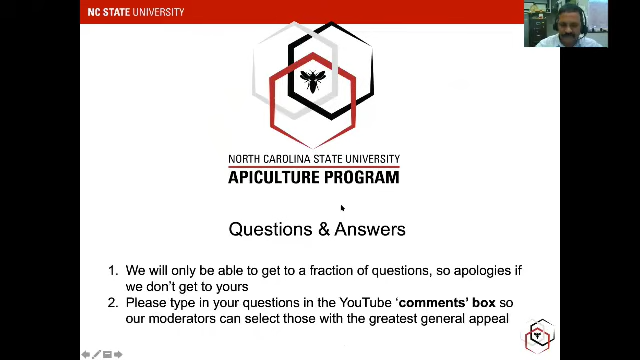 NC STATE UNIVERSITY
NORTH CAROLINA STATE UNIVERSITY
APICULTURE PROGRAM
Questions & Answers
1. We will only be able to get to a fraction of questions, so apologies if
we don't get to yours
2. Please type in your questions in the YouTube 'comments' box so
our moderators can select those with the greatest general appeal